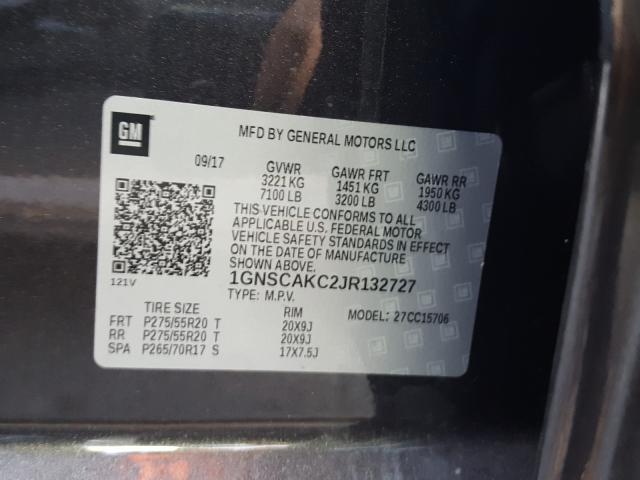 GM
MFD BY GENERAL MOTORS LLC
09/17 GVWR GAWR FRT GAWR RR
3221 KG 1451 KG 1950 KG
7100 LB 3200 LB 4300 LB
THIS VEHICLE CONFORMS TO ALL
APPLICABLE U.S. FEDERAL MOTOR
VEHICLE SAFETY STANDARDS IN EFFECT
ON THE DATE OF MANUFACTURE
SHOWN ABOVE.
121V
1GNSCAKC2JR132727
TYPE: M.P.V. MODEL: 27CC15706
TIRE SIZE RIM
FRT P275/55R20 T 20X9J
RR P275/55R20 T 20X9J
SPA P265/70R17 S 17X7.5J